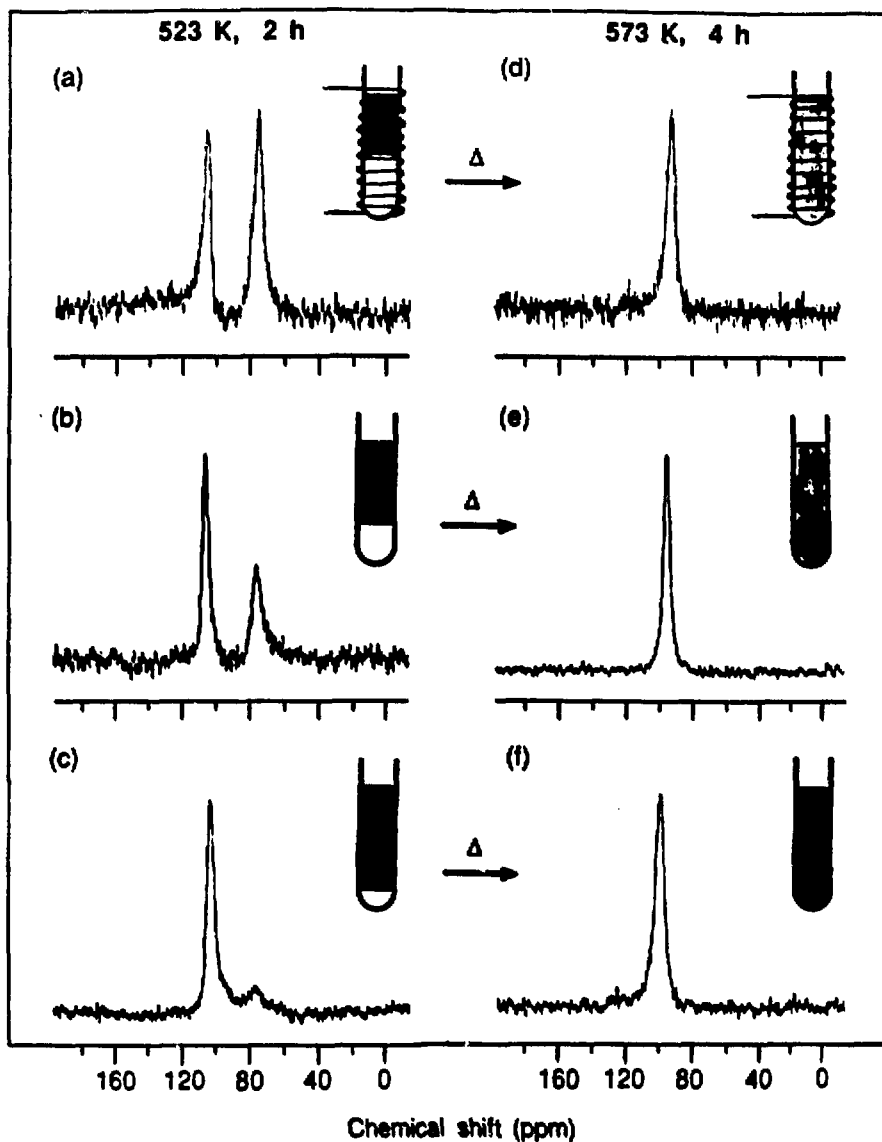 523 K, 2 h
573 K, 4 h
(a)
(d)
Δ
(b)
(e)
Δ
(c)
(f)
Δ
160 120 80 40 0
160 120 80 40 0
Chemical shift (ppm)